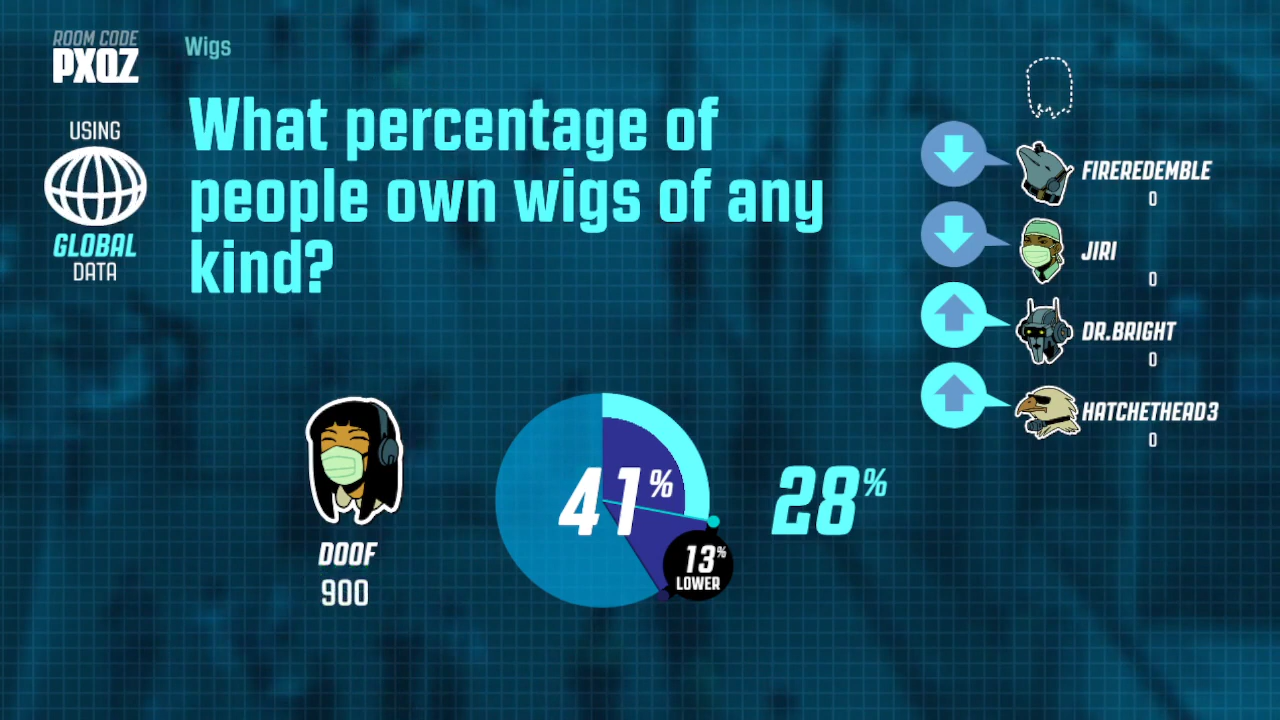 ROOM CODE
PXQZ
Wigs
USING
GLOBAL
DATA
What percentage of
people own wigs of any
kind?
FIREREDEMBLE
0
JIRI
0
DR.BRIGHT
0
HATCHETHEAD3
0
DOOF
900
41%
13%
LOWER
28%